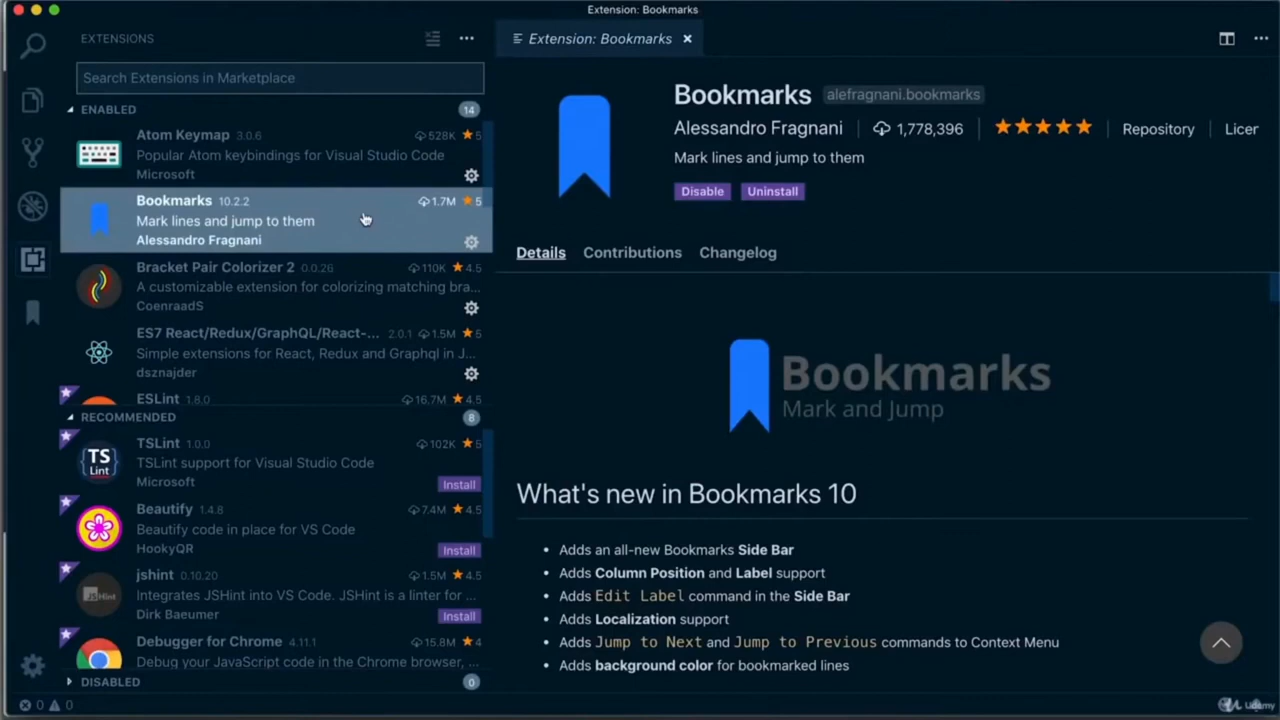 Extension: Bookmarks
EXTENSIONS
Search Extensions in Marketplace
ENABLED
14
Atom Keymap 3.0.6 528K 5
Popular Atom keybindings for Visual Studio Code
Microsoft
Bookmarks 10.2.2 1.7M 5
Mark lines and jump to them
Alessandro Fragnani
Bracket Pair Colorizer 2 0.0.26 110K 4.5
A customizable extension for colorizing matching bra...
CoenraadS
ES7 React/Redux/GraphQL/React-... 2.0.1 1.5M 5
Simple extensions for React, Redux and Graphql in J...
dsznajder
ESLint 1.8.0 16.7M 4.5
RECOMMENDED
8
TSLint 1.0.0 102K 5
TSLint support for Visual Studio Code
Microsoft
Install
TS
Lint
Beautify 1.4.8 7.4M 4.5
Beautify code in place for VS Code
HookyQR
Install
jshint 0.10.20 1.5M 4.5
Integrates JSHint into VS Code. JSHint is a linter for ...
Dirk Baeumer
Install
JSHint
Debugger for Chrome 4.11.1 15.8M 4
Debug your JavaScript code in the Chrome browser, ...
DISABLED
0
0 0
Extension: Bookmarks
Bookmarks alefragnani.bookmarks
Alessandro Fragnani 1,778,396 Repository Licer
Mark lines and jump to them
Disable Uninstall
Details Contributions Changelog
Bookmarks
Mark and Jump
What's new in Bookmarks 10
• Adds an all-new Bookmarks Side Bar
• Adds Column Position and Label support
• Adds Edit Label command in the Side Bar
• Adds Localization support
• Adds Jump to Next and Jump to Previous commands to Context Menu
• Adds background color for bookmarked lines
Udemy